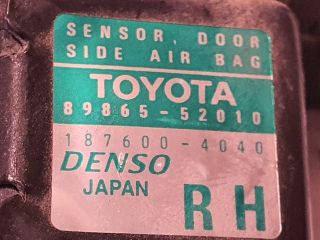 SENSOR, DOOR
SIDE AIR BAG
TOYOTA
89865-52010
187600-4040
DENSO
JAPAN
RH